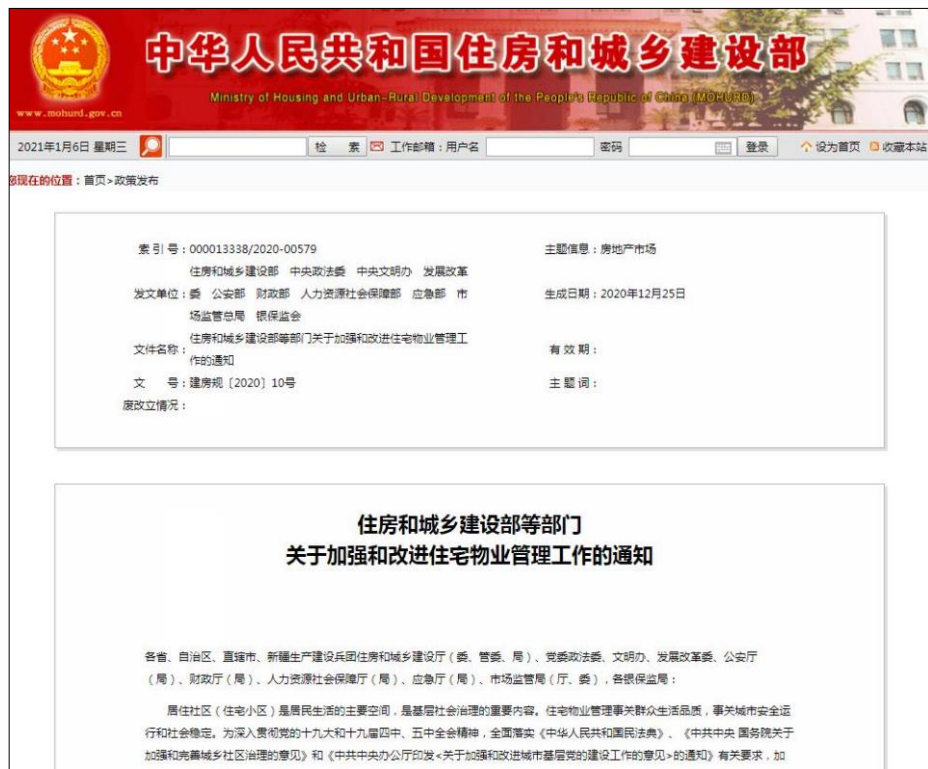 中华人民共和国住房和城乡建设部
Ministry of Housing and Urban-Rural Development of the People's Republic of China (MOHURD)
www.mohurd.gov.cn
2021年1月6日 星期三 检 索 工作邮箱：用户名 密码 登录 设为首页 收藏本站
您现在的位置：首页>政策发布
索 引 号：000013338/2020-00579 主题信息：房地产市场
住房和城乡建设部 中央政法委 中央文明办 发展改革
发文单位：委 公安部 财政部 人力资源社会保障部 应急部 市 生成日期：2020年12月25日
场监管总局 银保监会
文件名称：住房和城乡建设部等部门关于加强和改进住宅物业管理工 有 效 期：
作的通知
文 号：建房规〔2020〕10号 主 题 词：
废改立情况：
住房和城乡建设部等部门
关于加强和改进住宅物业管理工作的通知
各省、自治区、直辖市、新疆生产建设兵团住房和城乡建设厅（委、管委、局）、党委政法委、文明办、发展改革委、公安厅
（局）、财政厅（局）、人力资源社会保障厅（局）、应急厅（局）、市场监管局（厅、委），各银保监局：
居住社区（住宅小区）是居民生活的主要空间，是基层社会治理的重要内容。住宅物业管理事关群众生活品质，事关城市安全运
行和社会稳定。为深入贯彻党的十九大和十九届四中、五中全会精神，全面落实《中华人民共和国民法典》、《中共中央 国务院关于
加强和完善城乡社区治理的意见》和《中共中央办公厅印发<关于加强和改进城市基层党的建设工作的意见>的通知》有关要求，加